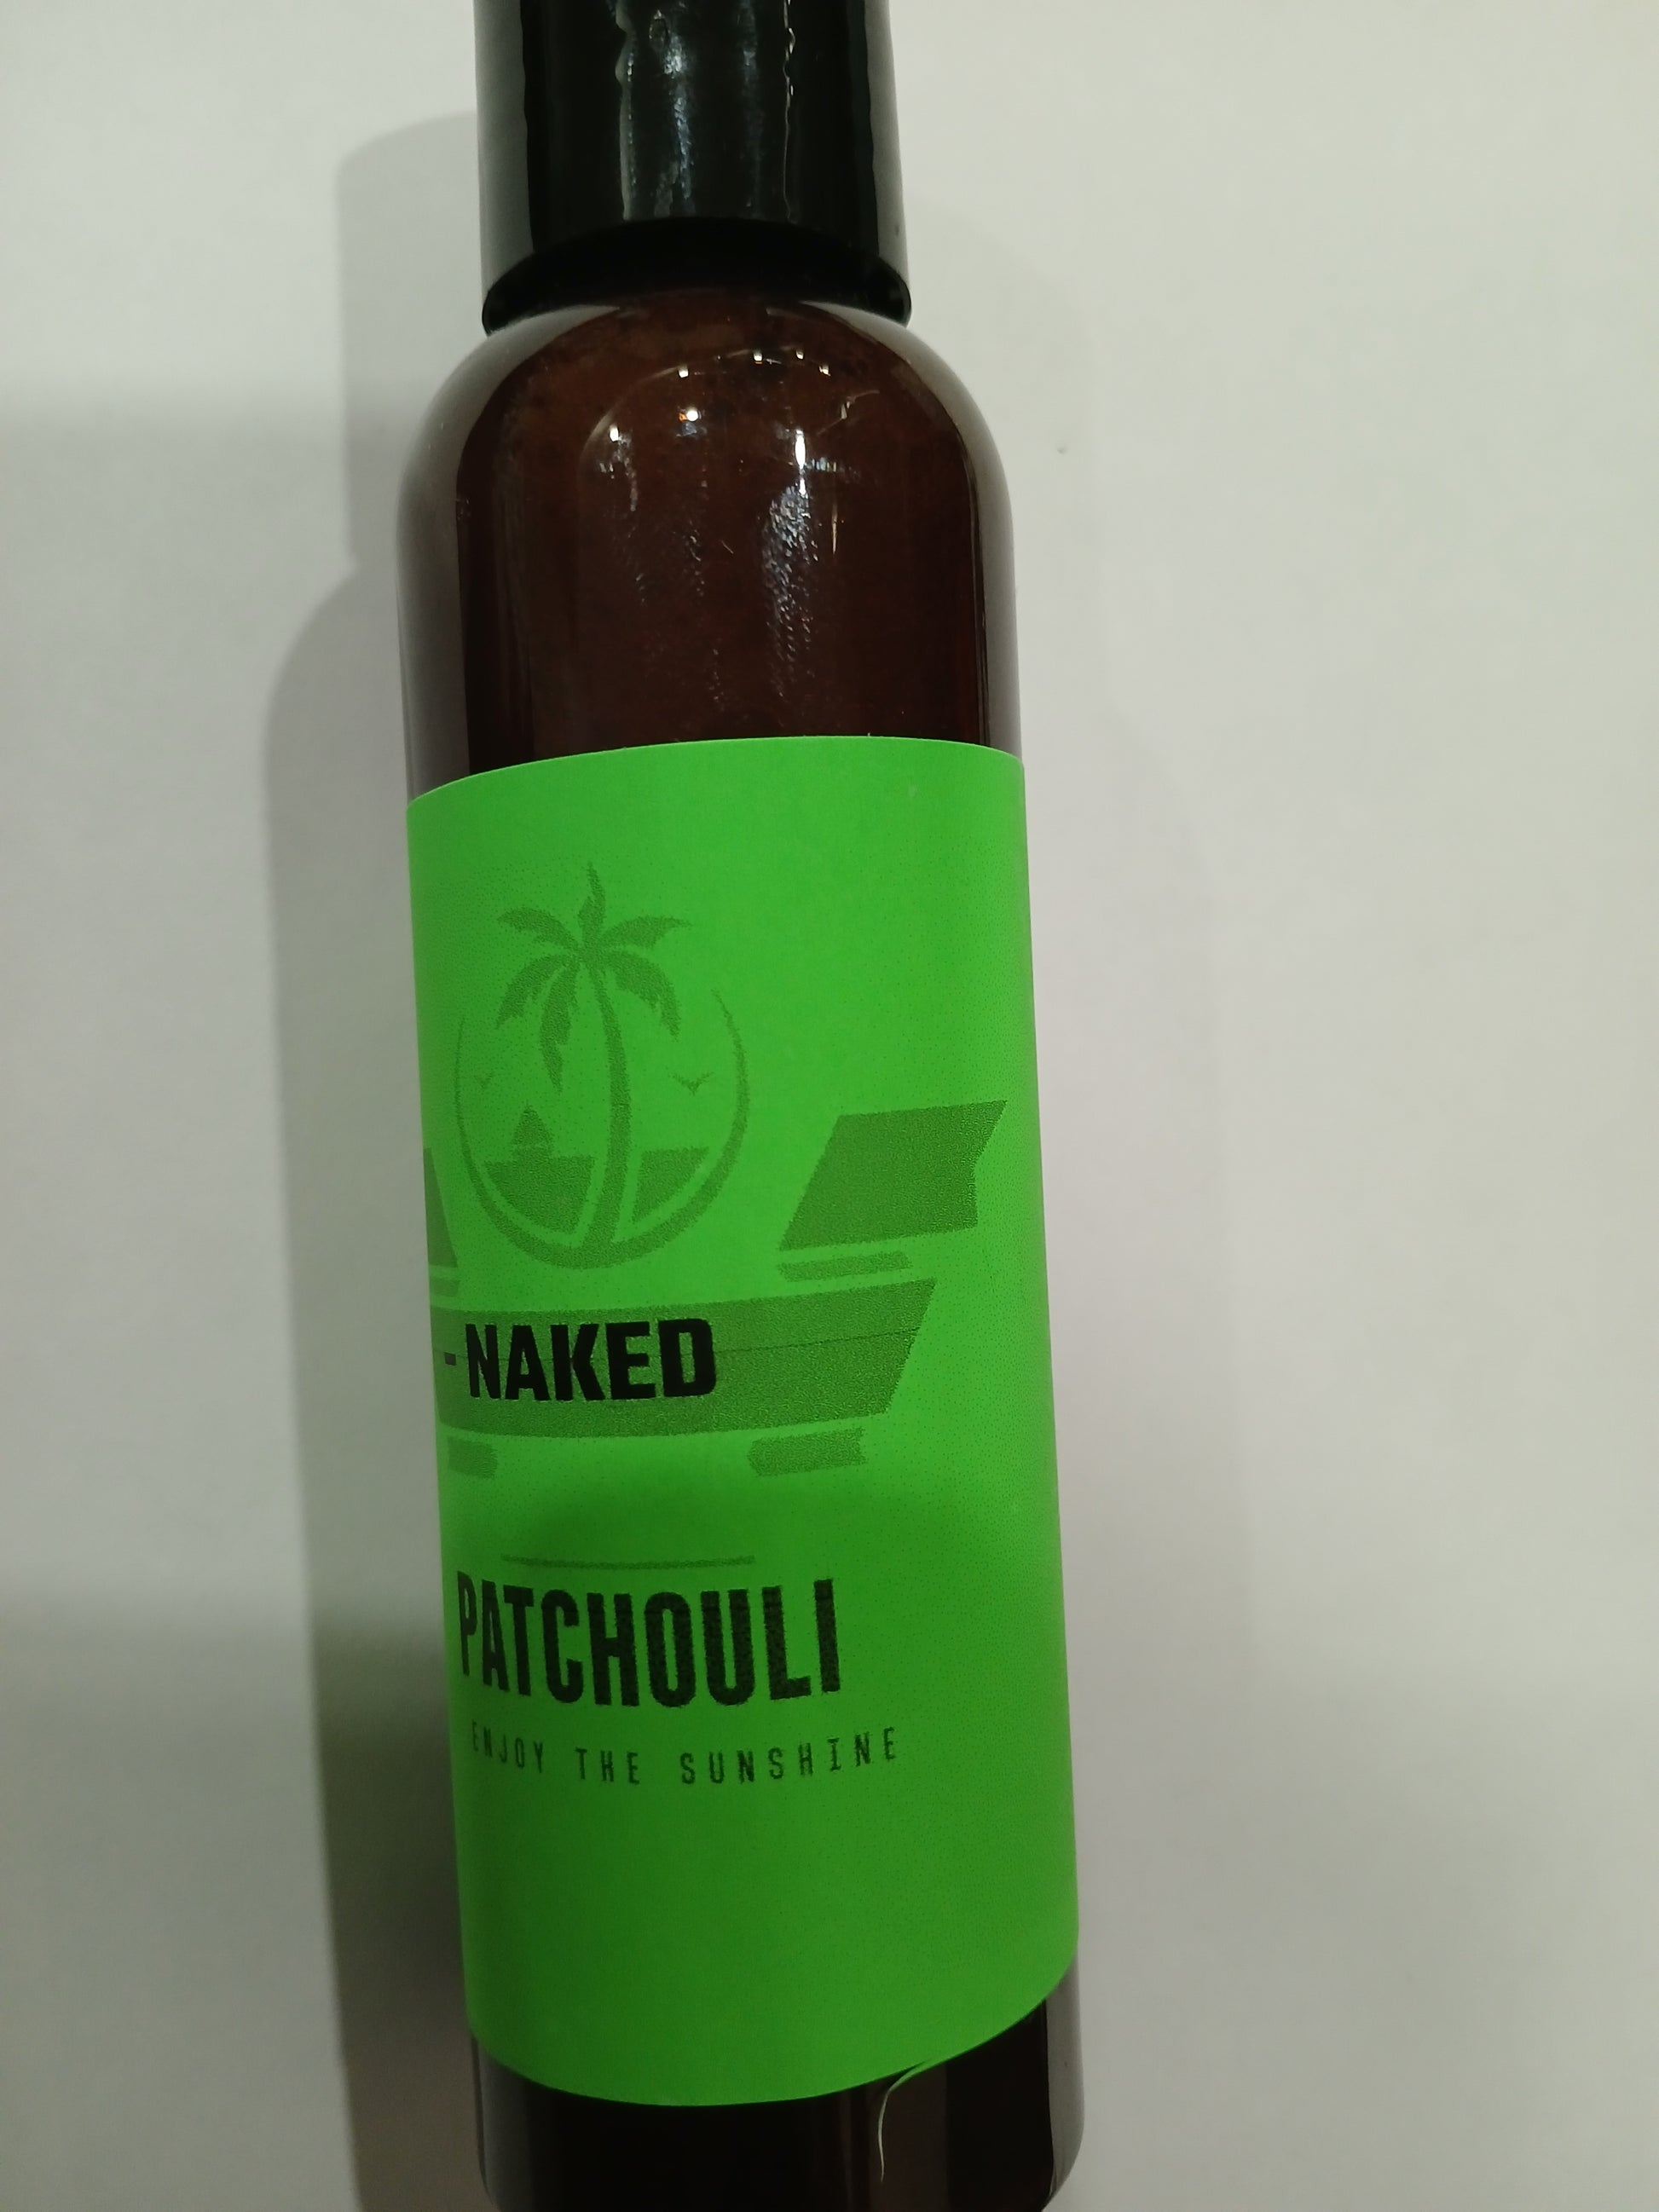 - NAKED
PATCHOULI
ENJOY THE SUNSHINE